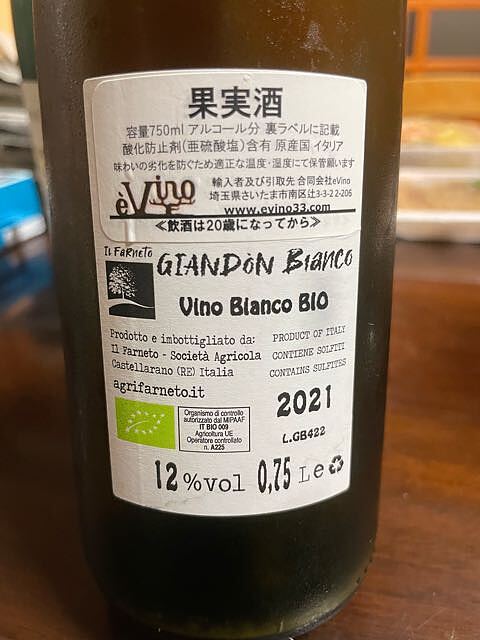 果実酒
容量750ml アルコール分 裏ラベルに記載
酸化防止剤(亜硫酸塩)含有 原産国 イタリア
味わいの劣化を防ぐため適正な温度・湿度にて保管願います
èVino
輸入者及び引取先 合同会社eVino
埼玉県さいたま市南区辻3-3-2 2-206
www.evino33.com
≪飲酒は20歳になってから≫
IL FARNETO
GIANDòN Bianco
Vino Bianco BIO
Prodotto e imbottigliato da:
Il Farneto - Società Agricola
Castellarano (RE) Italia
agrifarneto.it
PRODUCT OF ITALY
CONTIENE SOLFITI
CONTAINS SULFITES
2021
L.GB422
Organismo di controllo
autorizzato dal MIPAAF
IT BIO 009
Agricoltura UE
Operatore controllato
n. A225
12%vol 0,75 L e